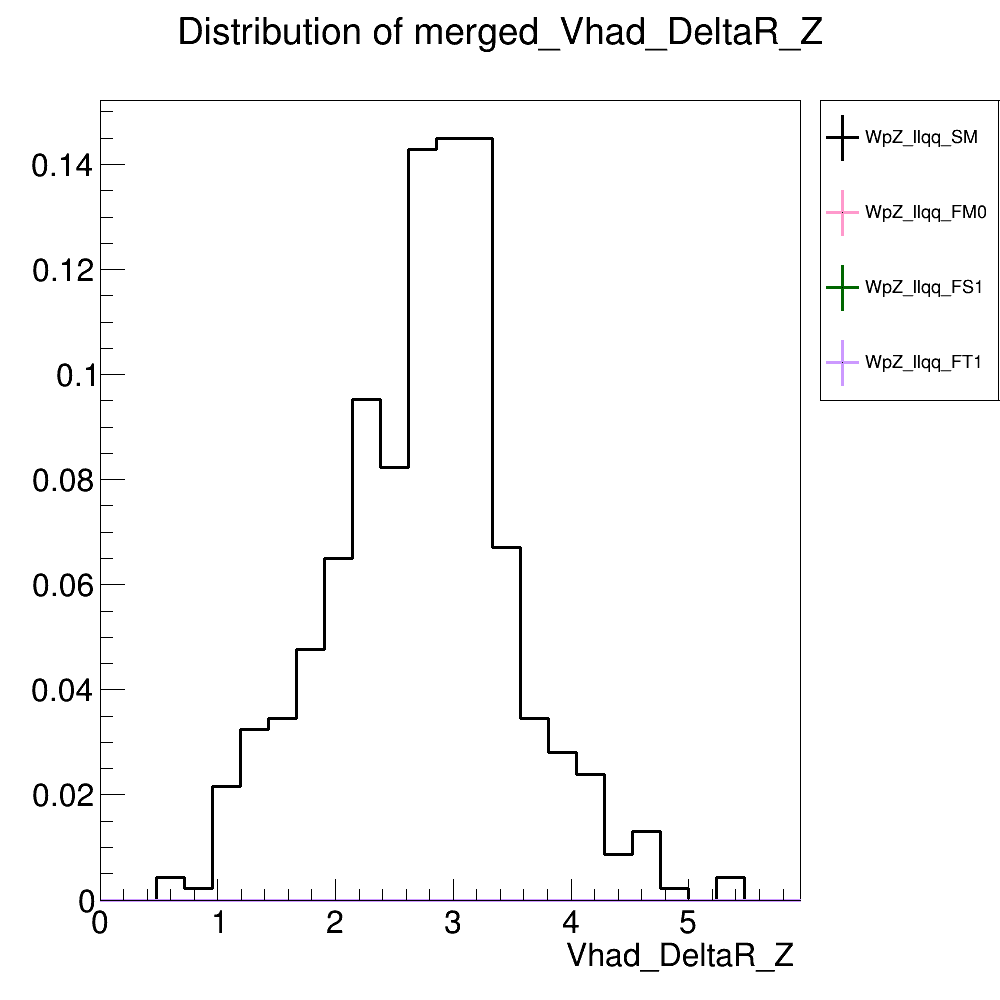 Distribution of merged_Vhad_DeltaR_Z
WpZ_llqq_SM
WpZ_llqq_FM0
WpZ_llqq_FS1
WpZ_llqq_FT1
0.14
0.12
0.1
0.08
0.06
0.04
0.02
0
0 1 2 3 4 5
Vhad_DeltaR_Z